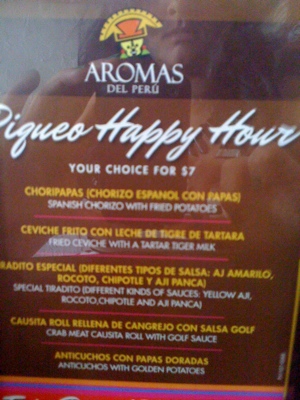 AROMAS
DEL PERÚ
Piqueo Happy Hour
YOUR CHOICE FOR $7
CHORIPAPAS (CHORIZO ESPANOL CON PAPAS)
SPANISH CHORIZO WITH FRIED POTATOES
CEVICHE FRITO CON LECHE DE TIGRE DE TARTARA
FRIED CEVICHE WITH A TARTAR TIGER MILK
TIRADITO ESPECIAL (DIFERENTES TIPOS DE SALSA: AJ AMARILO,
ROCOTO, CHIPOTLE Y AJI PANCA)
SPECIAL TIRADITO (DIFFERENT KINDS OF SAUCES: YELLOW AJI,
ROCOTO,CHIPOTLE AND AJI PANCA)
CAUSITA ROLL RELLENA DE CANGREJO CON SALSA GOLF
CRAB MEAT CAUSITA ROLL WITH GOLF SAUCE
ANTICUCHOS CON PAPAS DORADAS
ANTICUCHOS WITH GOLDEN POTATOES